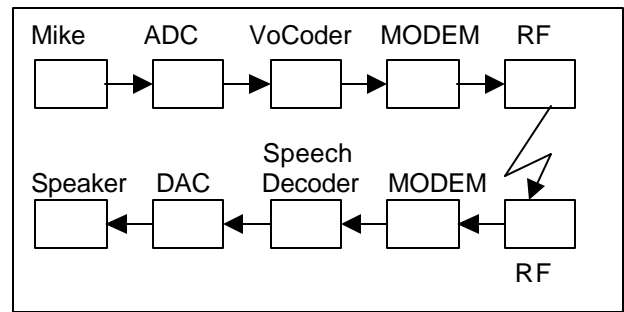 Mike ADC VoCoder MODEM RF
Speech
Speaker DAC Decoder MODEM
RF